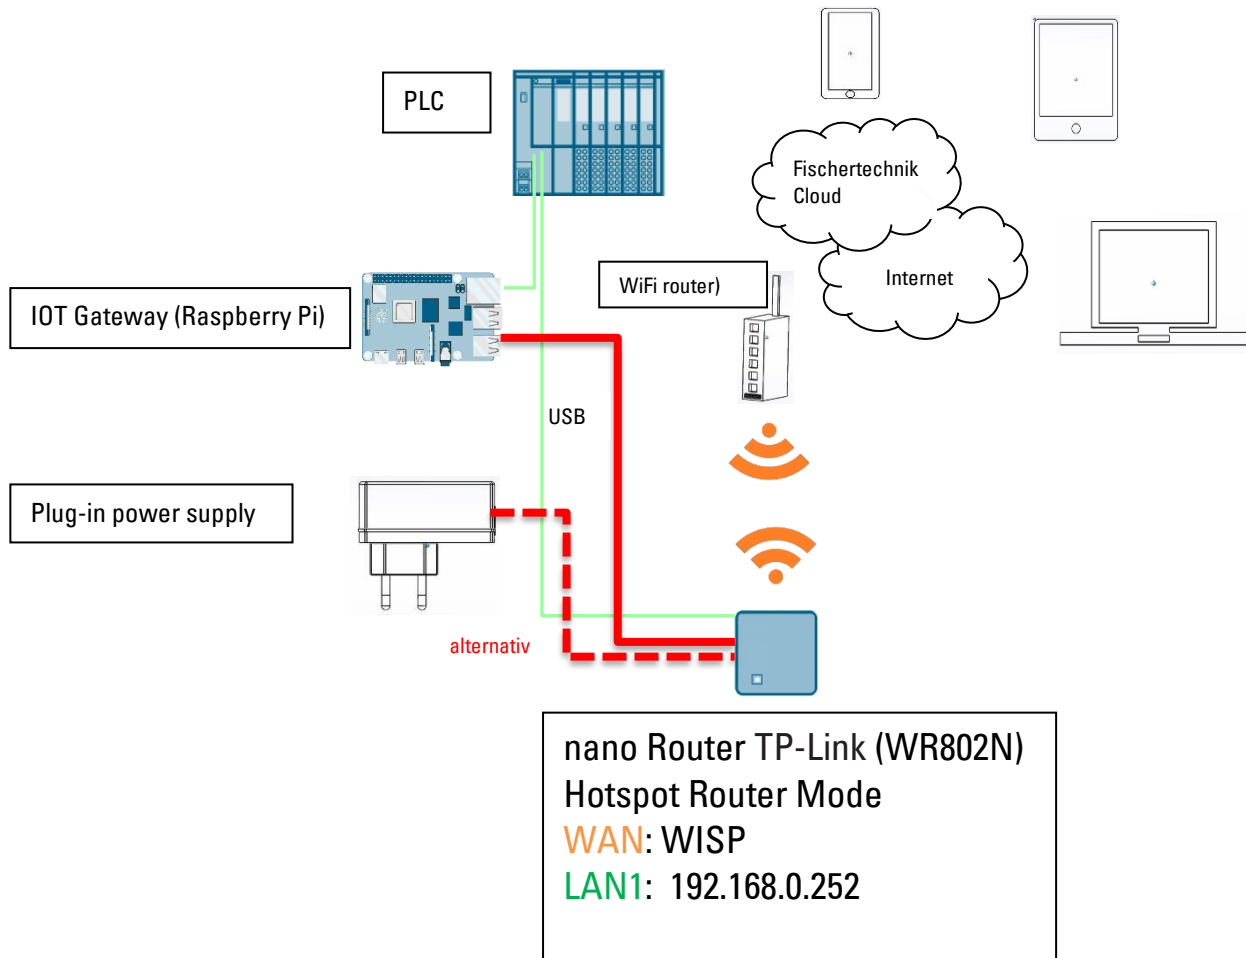 PLC
Fischertechnik
Cloud
Internet
WiFi router)
IOT Gateway (Raspberry Pi)
USB
Plug-in power supply
alternativ
nano Router TP-Link (WR802N)
Hotspot Router Mode
WAN: WISP
LAN1: 192.168.0.252